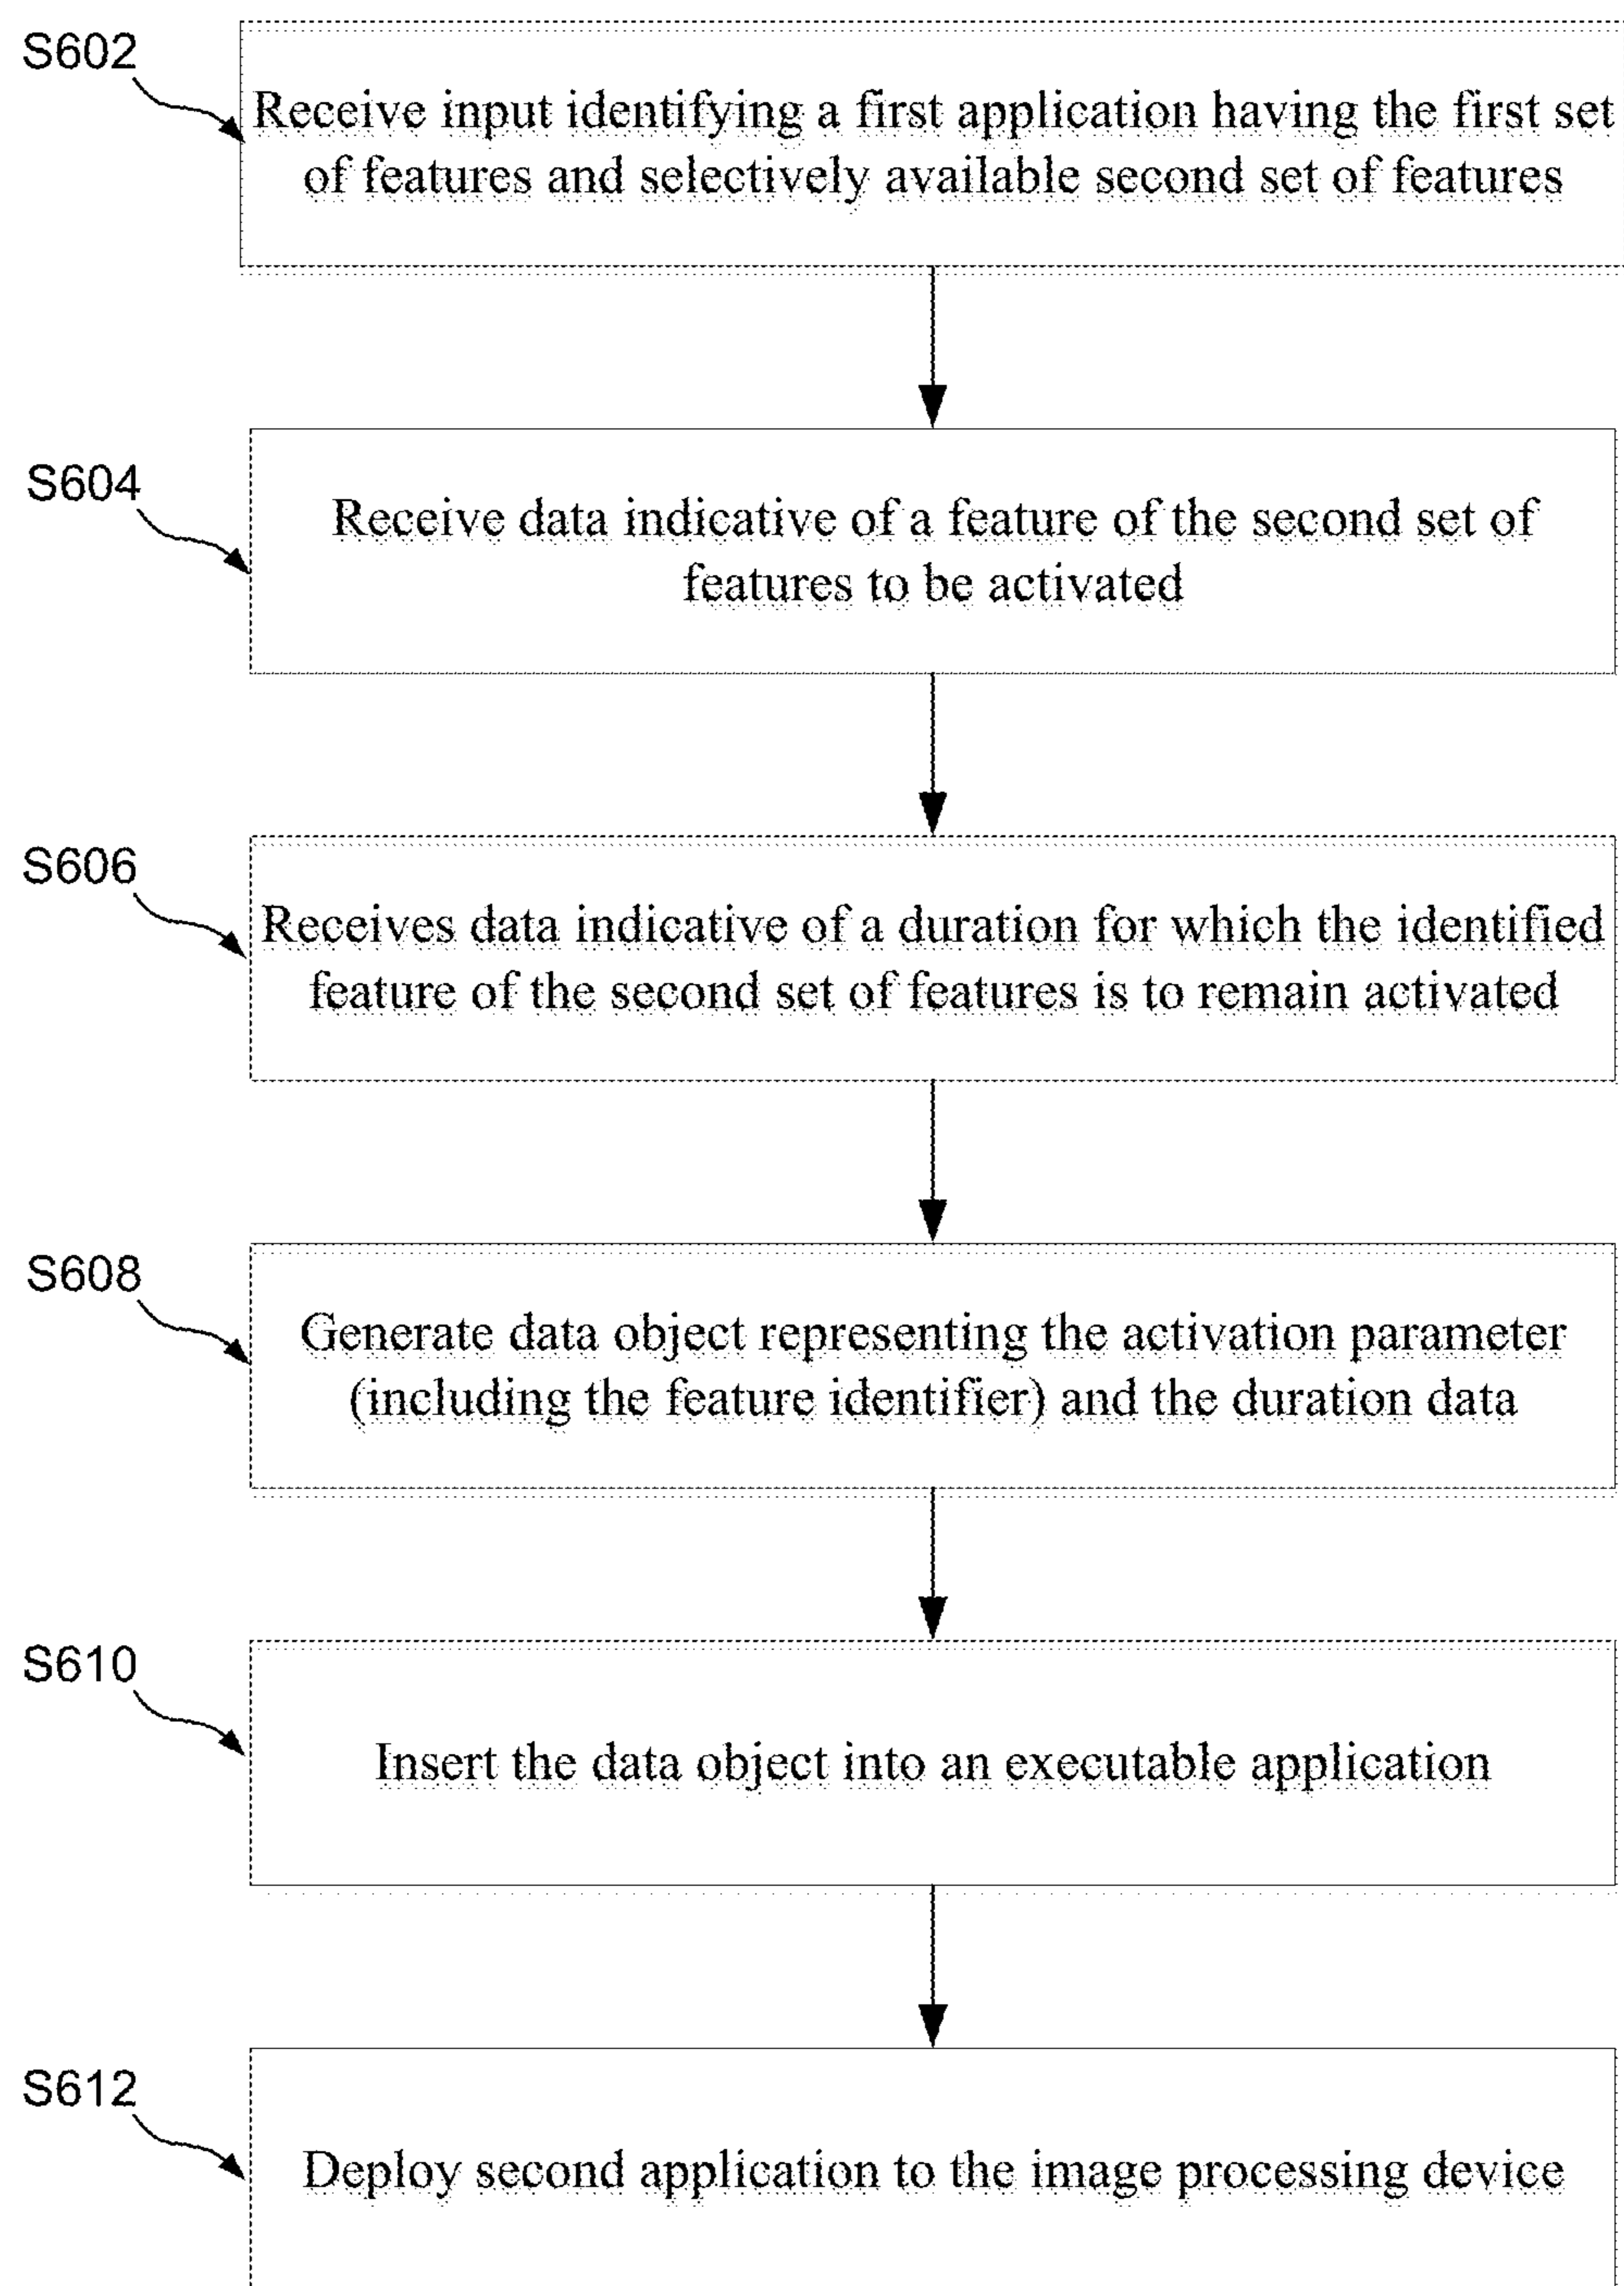 S602
Receive input identifying a first application having the first set
of features and selectively available second set of features
S604
Receive data indicative of a feature of the second set of
features to be activated
S606
Receives data indicative of a duration for which the identified
feature of the second set of features is to remain activated
S608
Generate data object representing the activation parameter
(including the feature identifier) and the duration data
S610
Insert the data object into an executable application
S612
Deploy second application to the image processing device